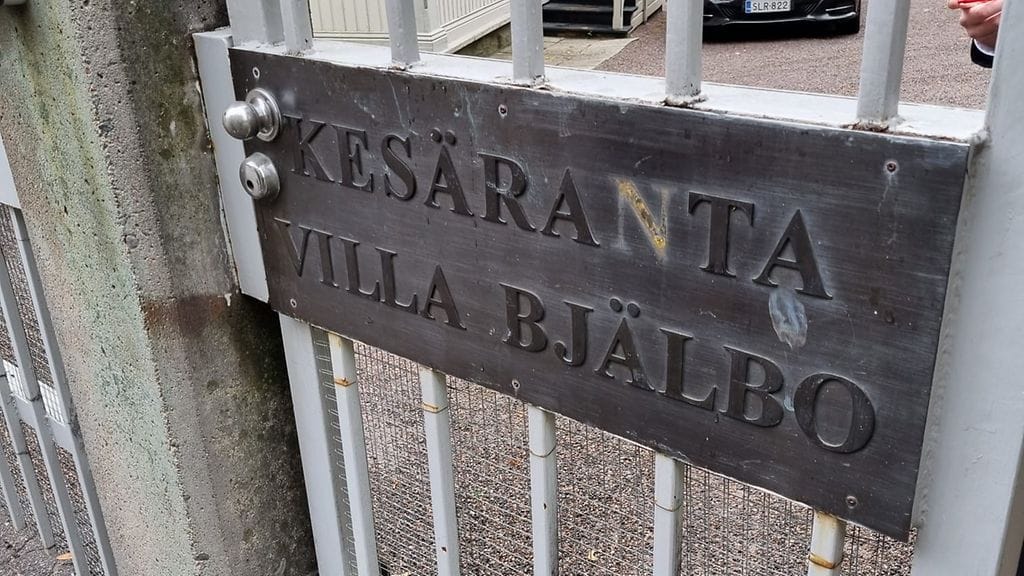 SLR-822
KESÄRANTA
VILLA BJÄLBO